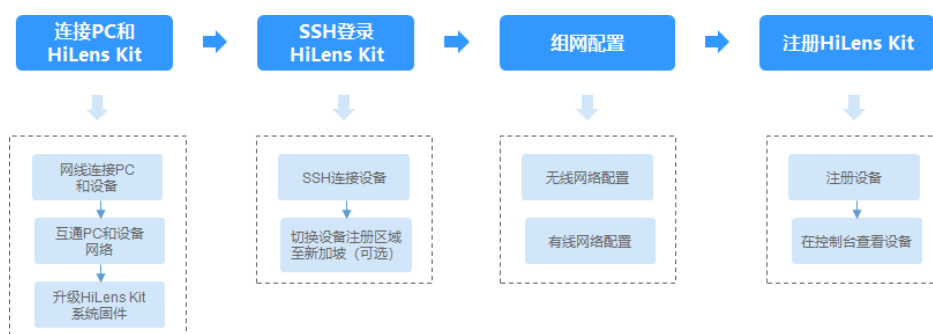 连接PC和
HiLens Kit
SSH登录
HiLens Kit
组网配置
注册HiLens Kit
网线连接PC
和设备
互通PC和设备
网络
升级HiLens Kit
系统固件
SSH连接设备
切换设备注册区域
至新加坡（可选）
无线网络配置
有线网络配置
注册设备
在控制台查看设备